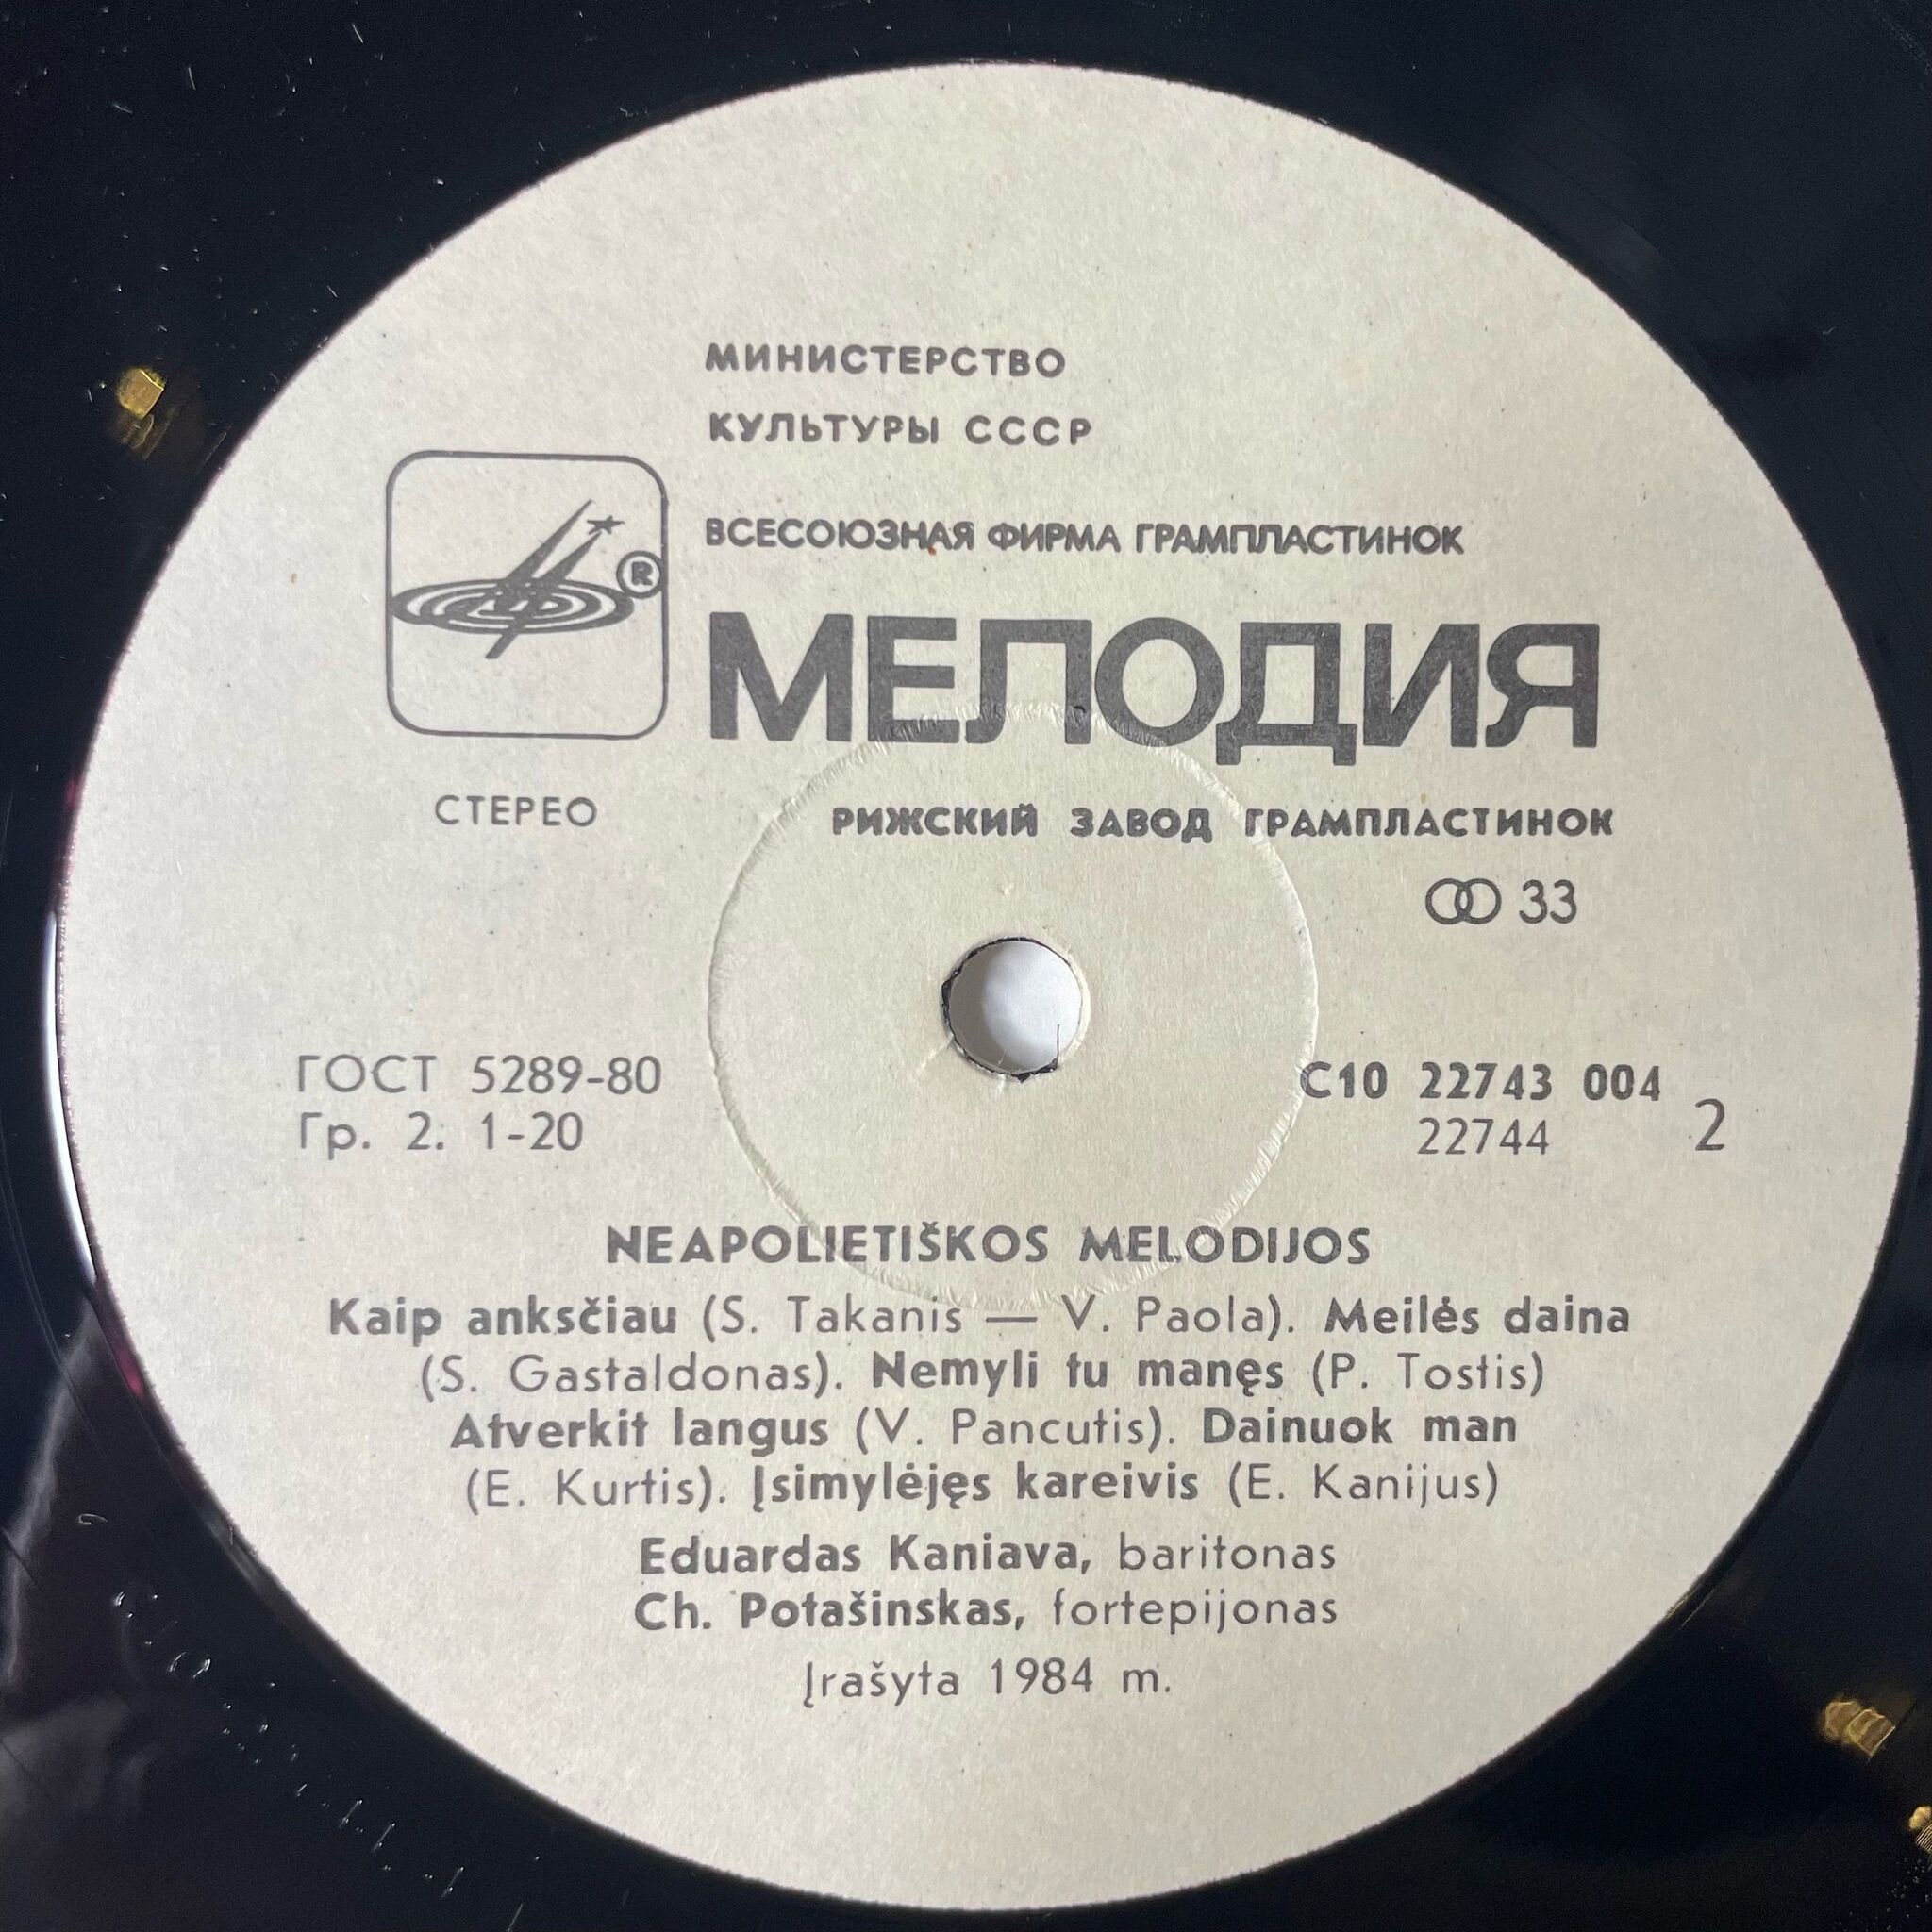 МИНИСТЕРСТВО
КУЛЬТУРЫ СССР
ВСЕСОЮЗНАЯ ФИРМА ГРАМПЛАСТИНОК
®
МЕЛОДИЯ
СТЕРЕО
РИЖСКИЙ ЗАВОД ГРАМПЛАСТИНОК
33
ГОСТ 5289-80
Гр. 2. 1-20
С10 22743 004
22744 2
NEAPOLIETIŠKOS MELODIJOS
Kaip anksčiau (S. Takanis — V. Paola). Meilės daina
(S. Gastaldonas). Nemyli tu manęs (P. Tostis)
Atverkit langus (V. Pancutis). Dainuok man
(E. Kurtis). Įsimylėjęs kareivis (E. Kanijus)
Eduardas Kaniava, baritonas
Ch. Potašinskas, fortepijonas
Įrašyta 1984 m.